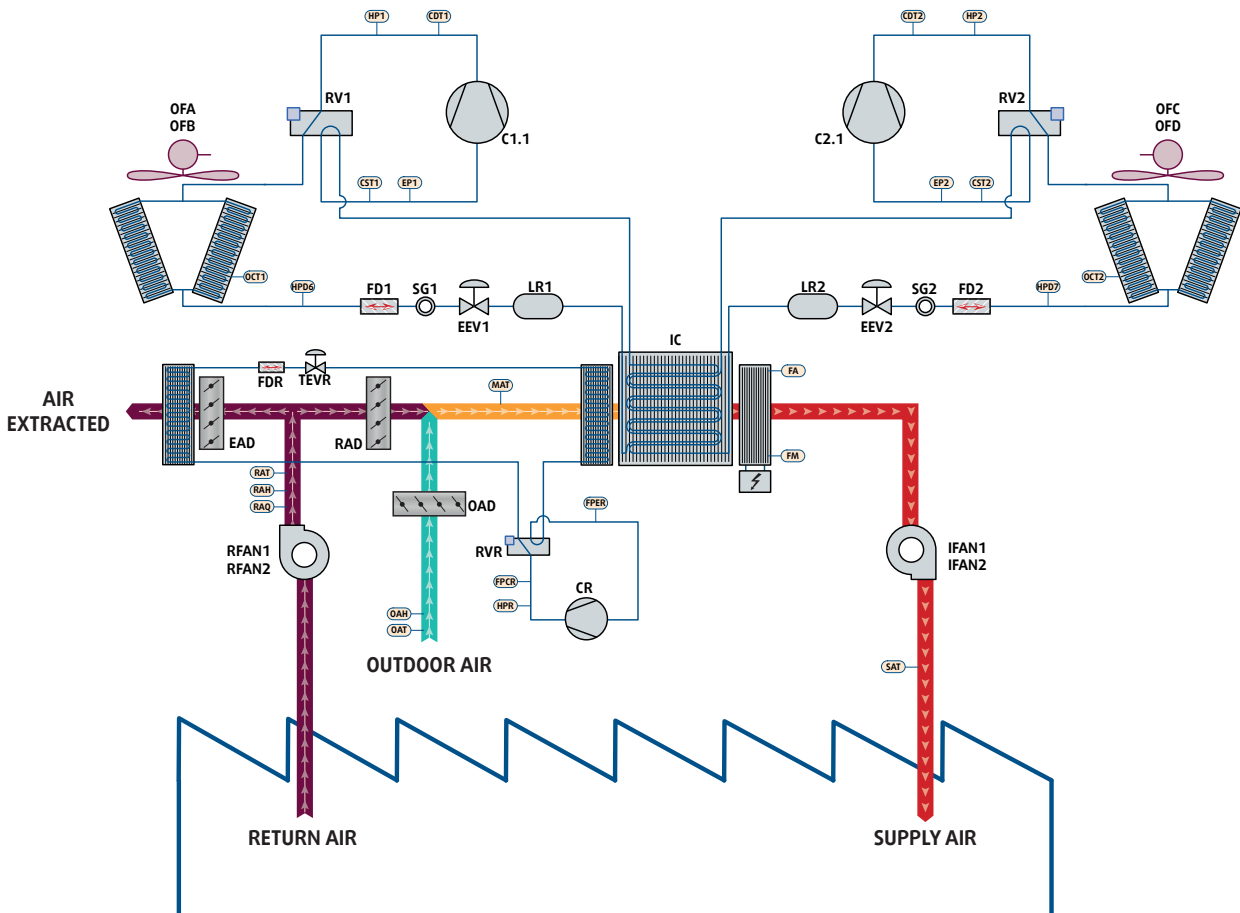 HP1
CDT1
CDT2
HP2
RV1
RV2
OFA
OFB
OFC
OFD
C1.1
C2.1
CST1
EP1
EP2
CST2
OCT1
OCT2
HPD6
FD1
SG1
EEV1
LR1
LR2
EEV2
SG2
FD2
HPD7
IC
FDR
TEVR
MAT
FA
AIR
EXTRACTED
EAD
RAD
FM
RAT
RAH
RAQ
OAD
FPER
RFAN1
RFAN2
RVR
IFAN1
IFAN2
FPCR
HPR
CR
OAH
OAT
OUTDOOR AIR
SAT
RETURN AIR
SUPPLY AIR